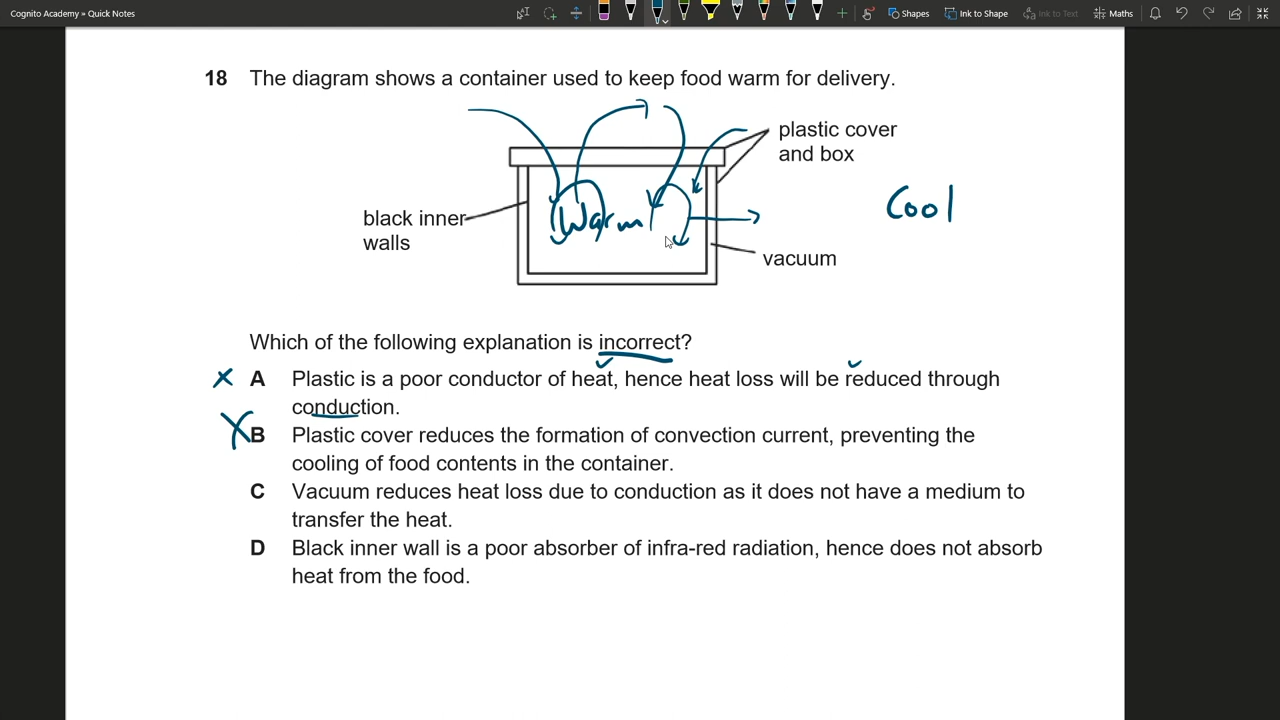 Cognito Academy » Quick Notes
Shapes
Ink to Shape
Ink to Text
Maths
18 The diagram shows a container used to keep food warm for delivery.
plastic cover
and box
black inner
walls
Warm
Cool
vacuum
Which of the following explanation is incorrect?
A Plastic is a poor conductor of heat, hence heat loss will be reduced through
conduction.
B Plastic cover reduces the formation of convection current, preventing the
cooling of food contents in the container.
C Vacuum reduces heat loss due to conduction as it does not have a medium to
transfer the heat.
D Black inner wall is a poor absorber of infra-red radiation, hence does not absorb
heat from the food.